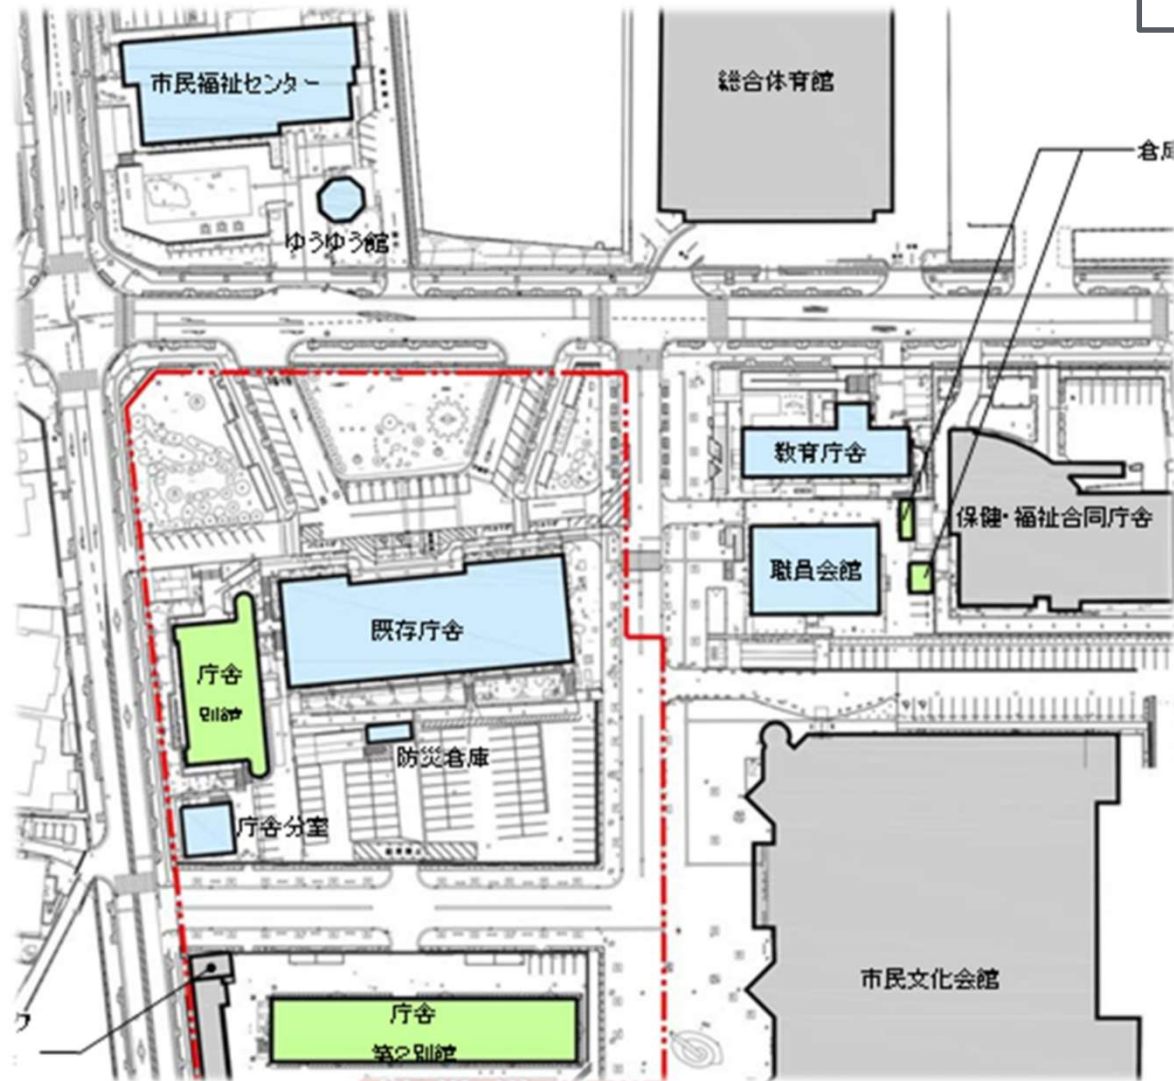 市民福祉センター
総合体育館
倉庫
ゆうゆう館
教育庁舎
保健・福祉合同庁舎
職員会館
既存庁舎
庁舎
別館
防災倉庫
庁舎分室
市民文化会館
庁舎
第2別館